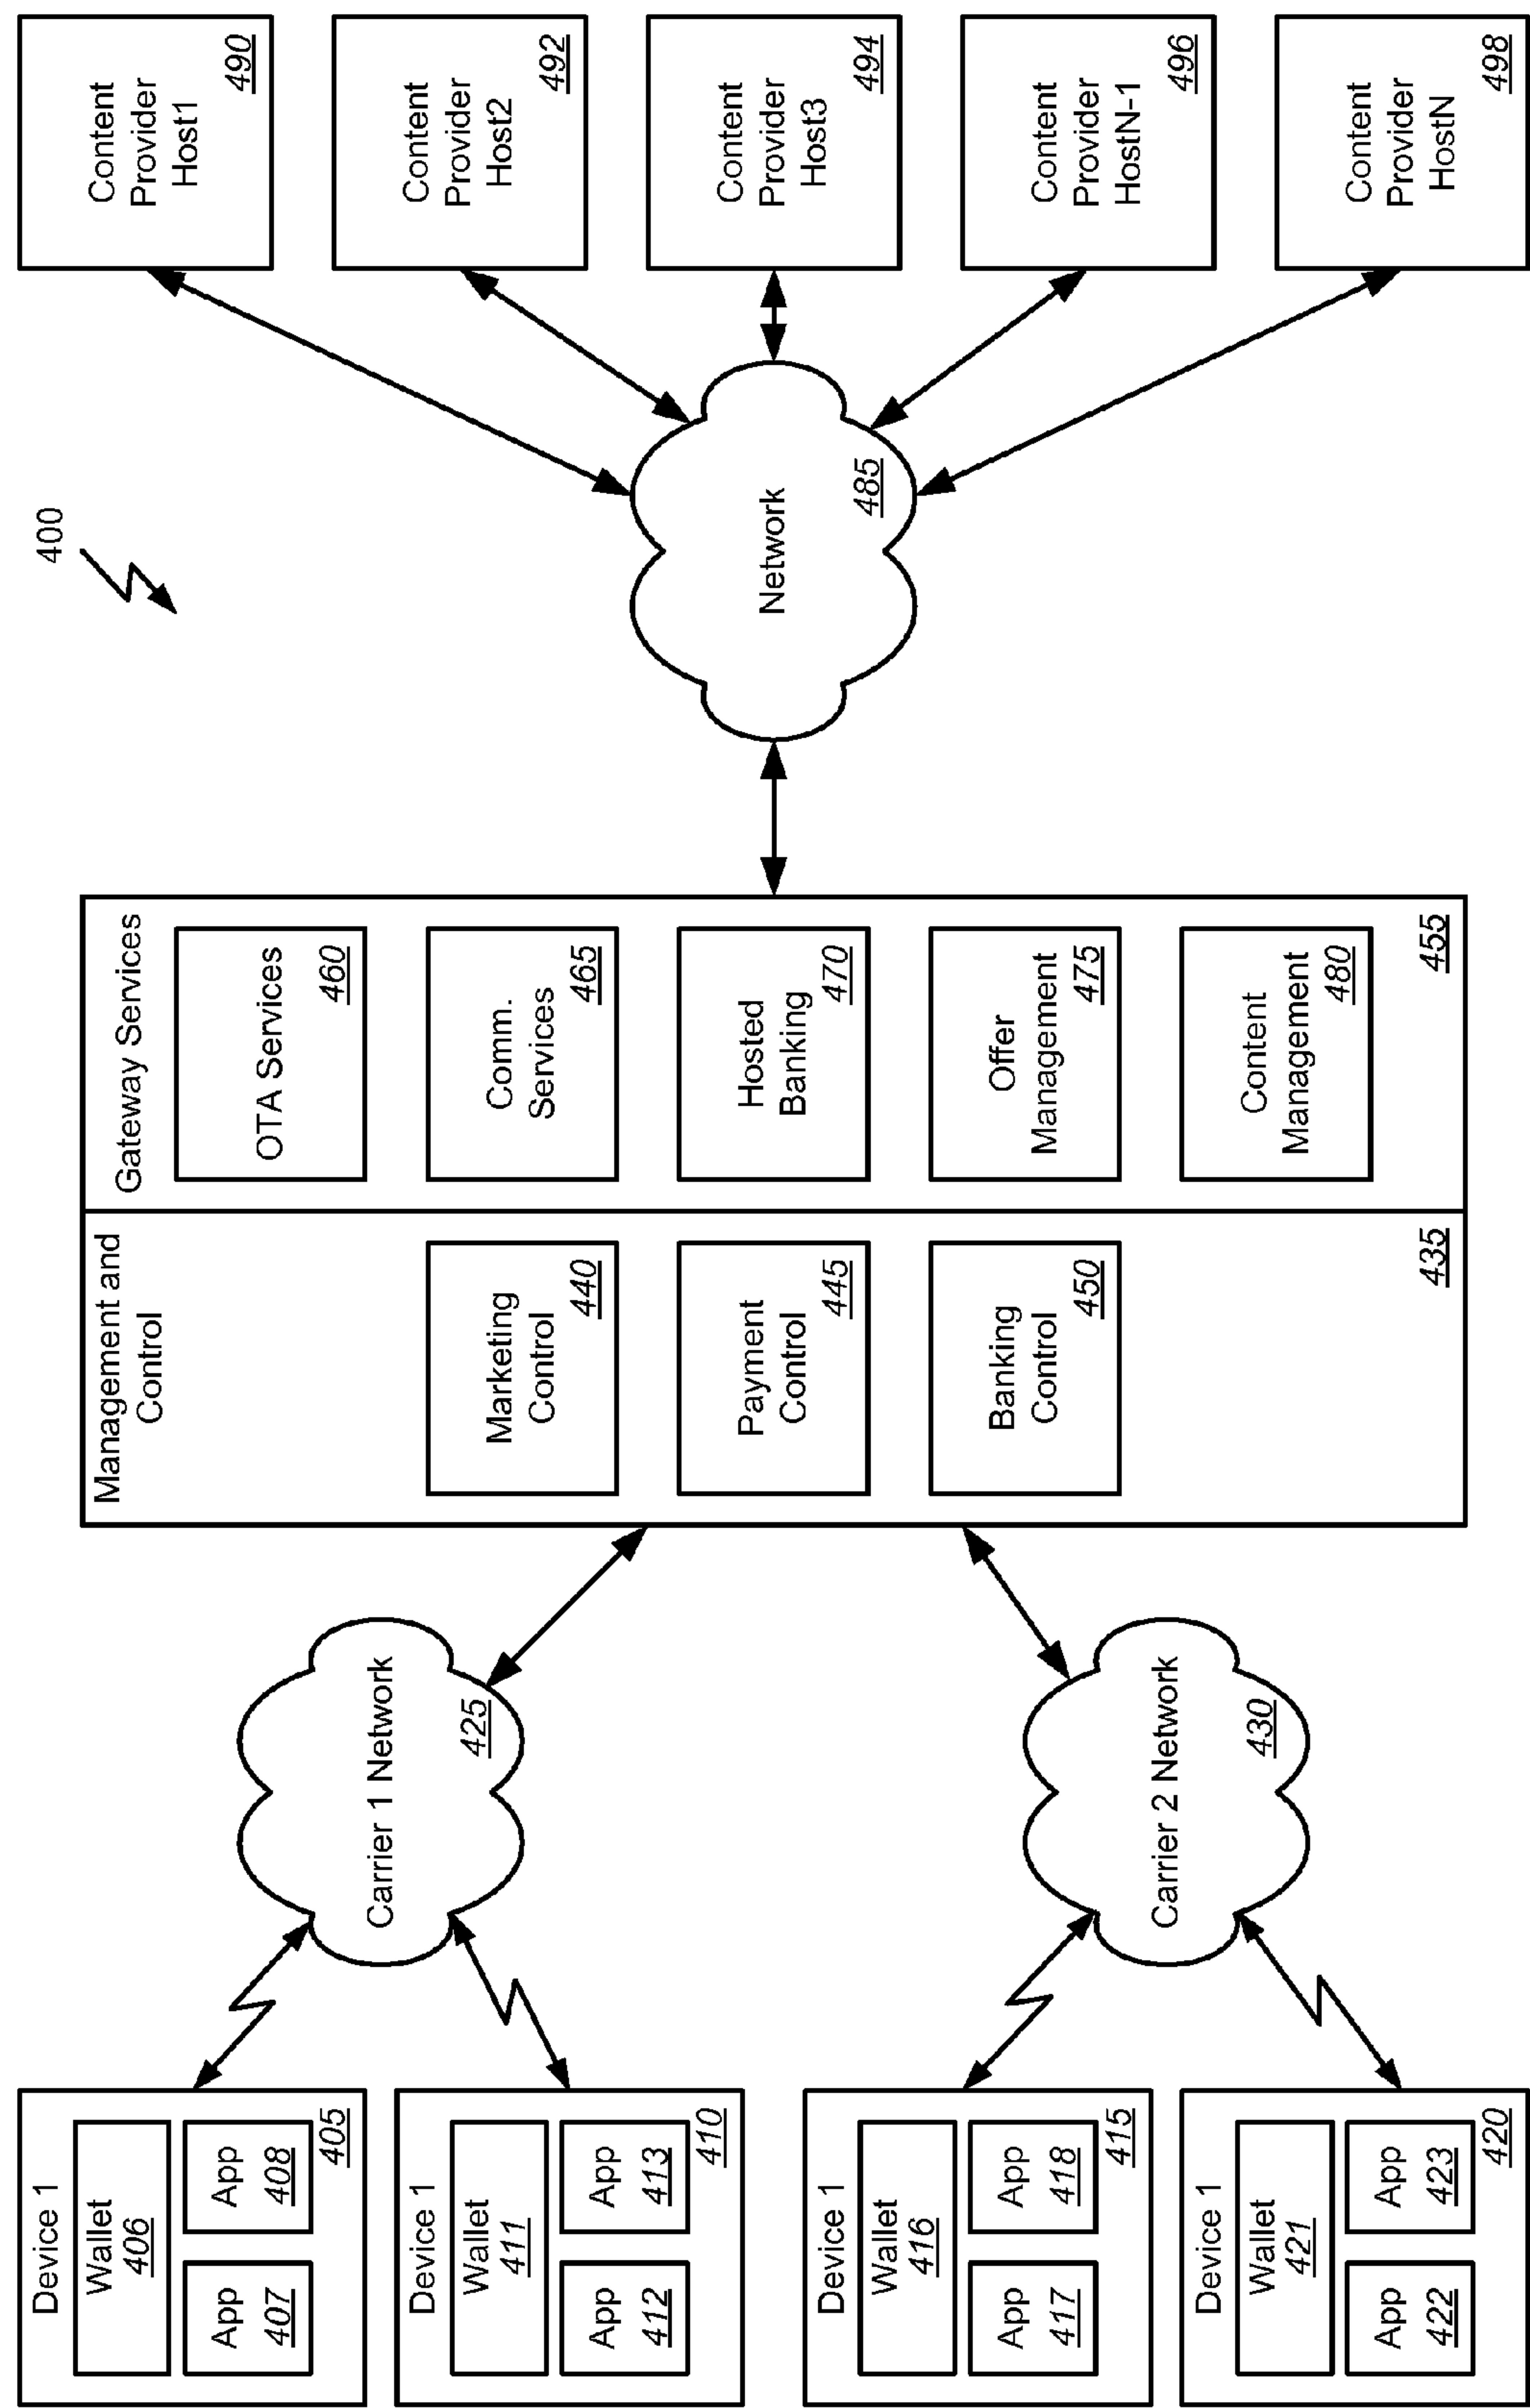 400
Device 1
Wallet
406
App
407
App
408
405
Device 1
Wallet
411
App
412
App
413
410
Device 1
Wallet
416
App
417
App
418
415
Device 1
Wallet
421
App
422
App
423
420
Carrier 1 Network
425
Carrier 2 Network
430
Management and
Control
Marketing
Control
440
Payment
Control
445
Banking
Control
450
435
Gateway Services
OTA Services
460
Comm.
Services
465
Hosted
Banking
470
Offer
Management
475
Content
Management
480
455
Network
485
Content
Provider
Host1
490
Content
Provider
Host2
492
Content
Provider
Host3
494
Content
Provider
HostN-1
496
Content
Provider
HostN
498